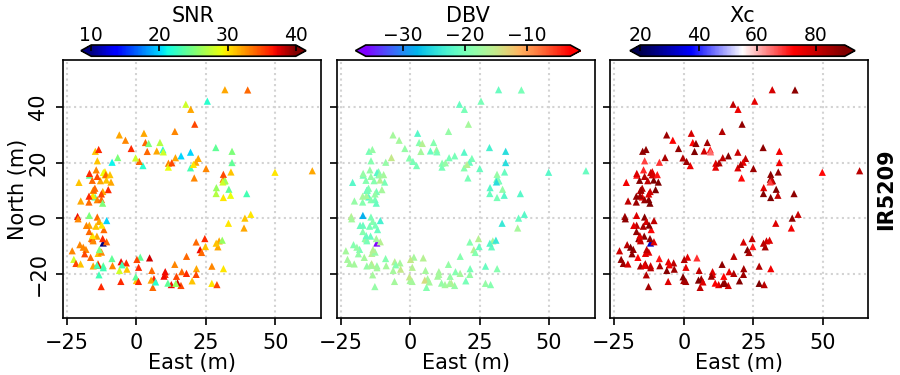 SNR DBV Xc
10 20 30 40 −30 −20 −10 20 40 60 80
40
20
0
−20
North (m)
−25 0 25 50 −25 0 25 50 −25 0 25 50
East (m) East (m) East (m)
IR5209